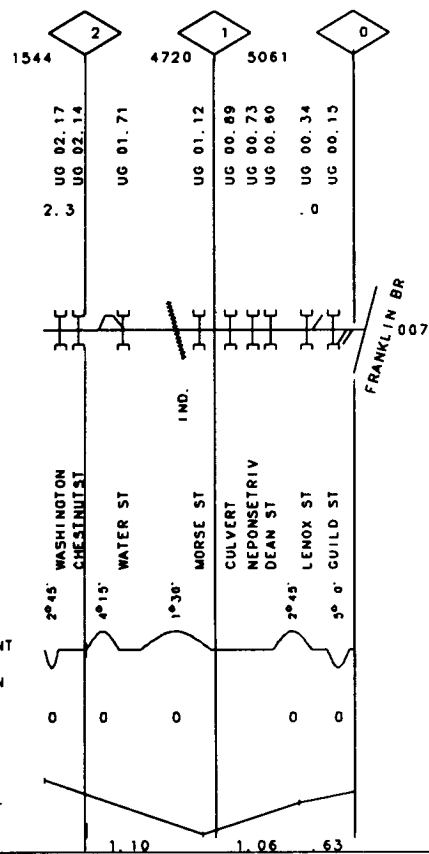 2 1 0
1544 4720 5061
UG 02.17
UG 02.14
UG 01.71
UG 01.12
UG 00.89
UG 00.73
UG 00.60
UG 00.34
UG 00.15
2.3 .0
007
FRANKLIN BR
IND.
WASHINGTON
CHESTNUTST
WATER ST
MORSE ST
CULVERT
NEPONSETRIV
DEAN ST
LENOX ST
GUILD ST
2°45'
4°15'
1°30'
2°45'
5°0'
NT
N
0 0 0 0 0
1.10 1.06 .63